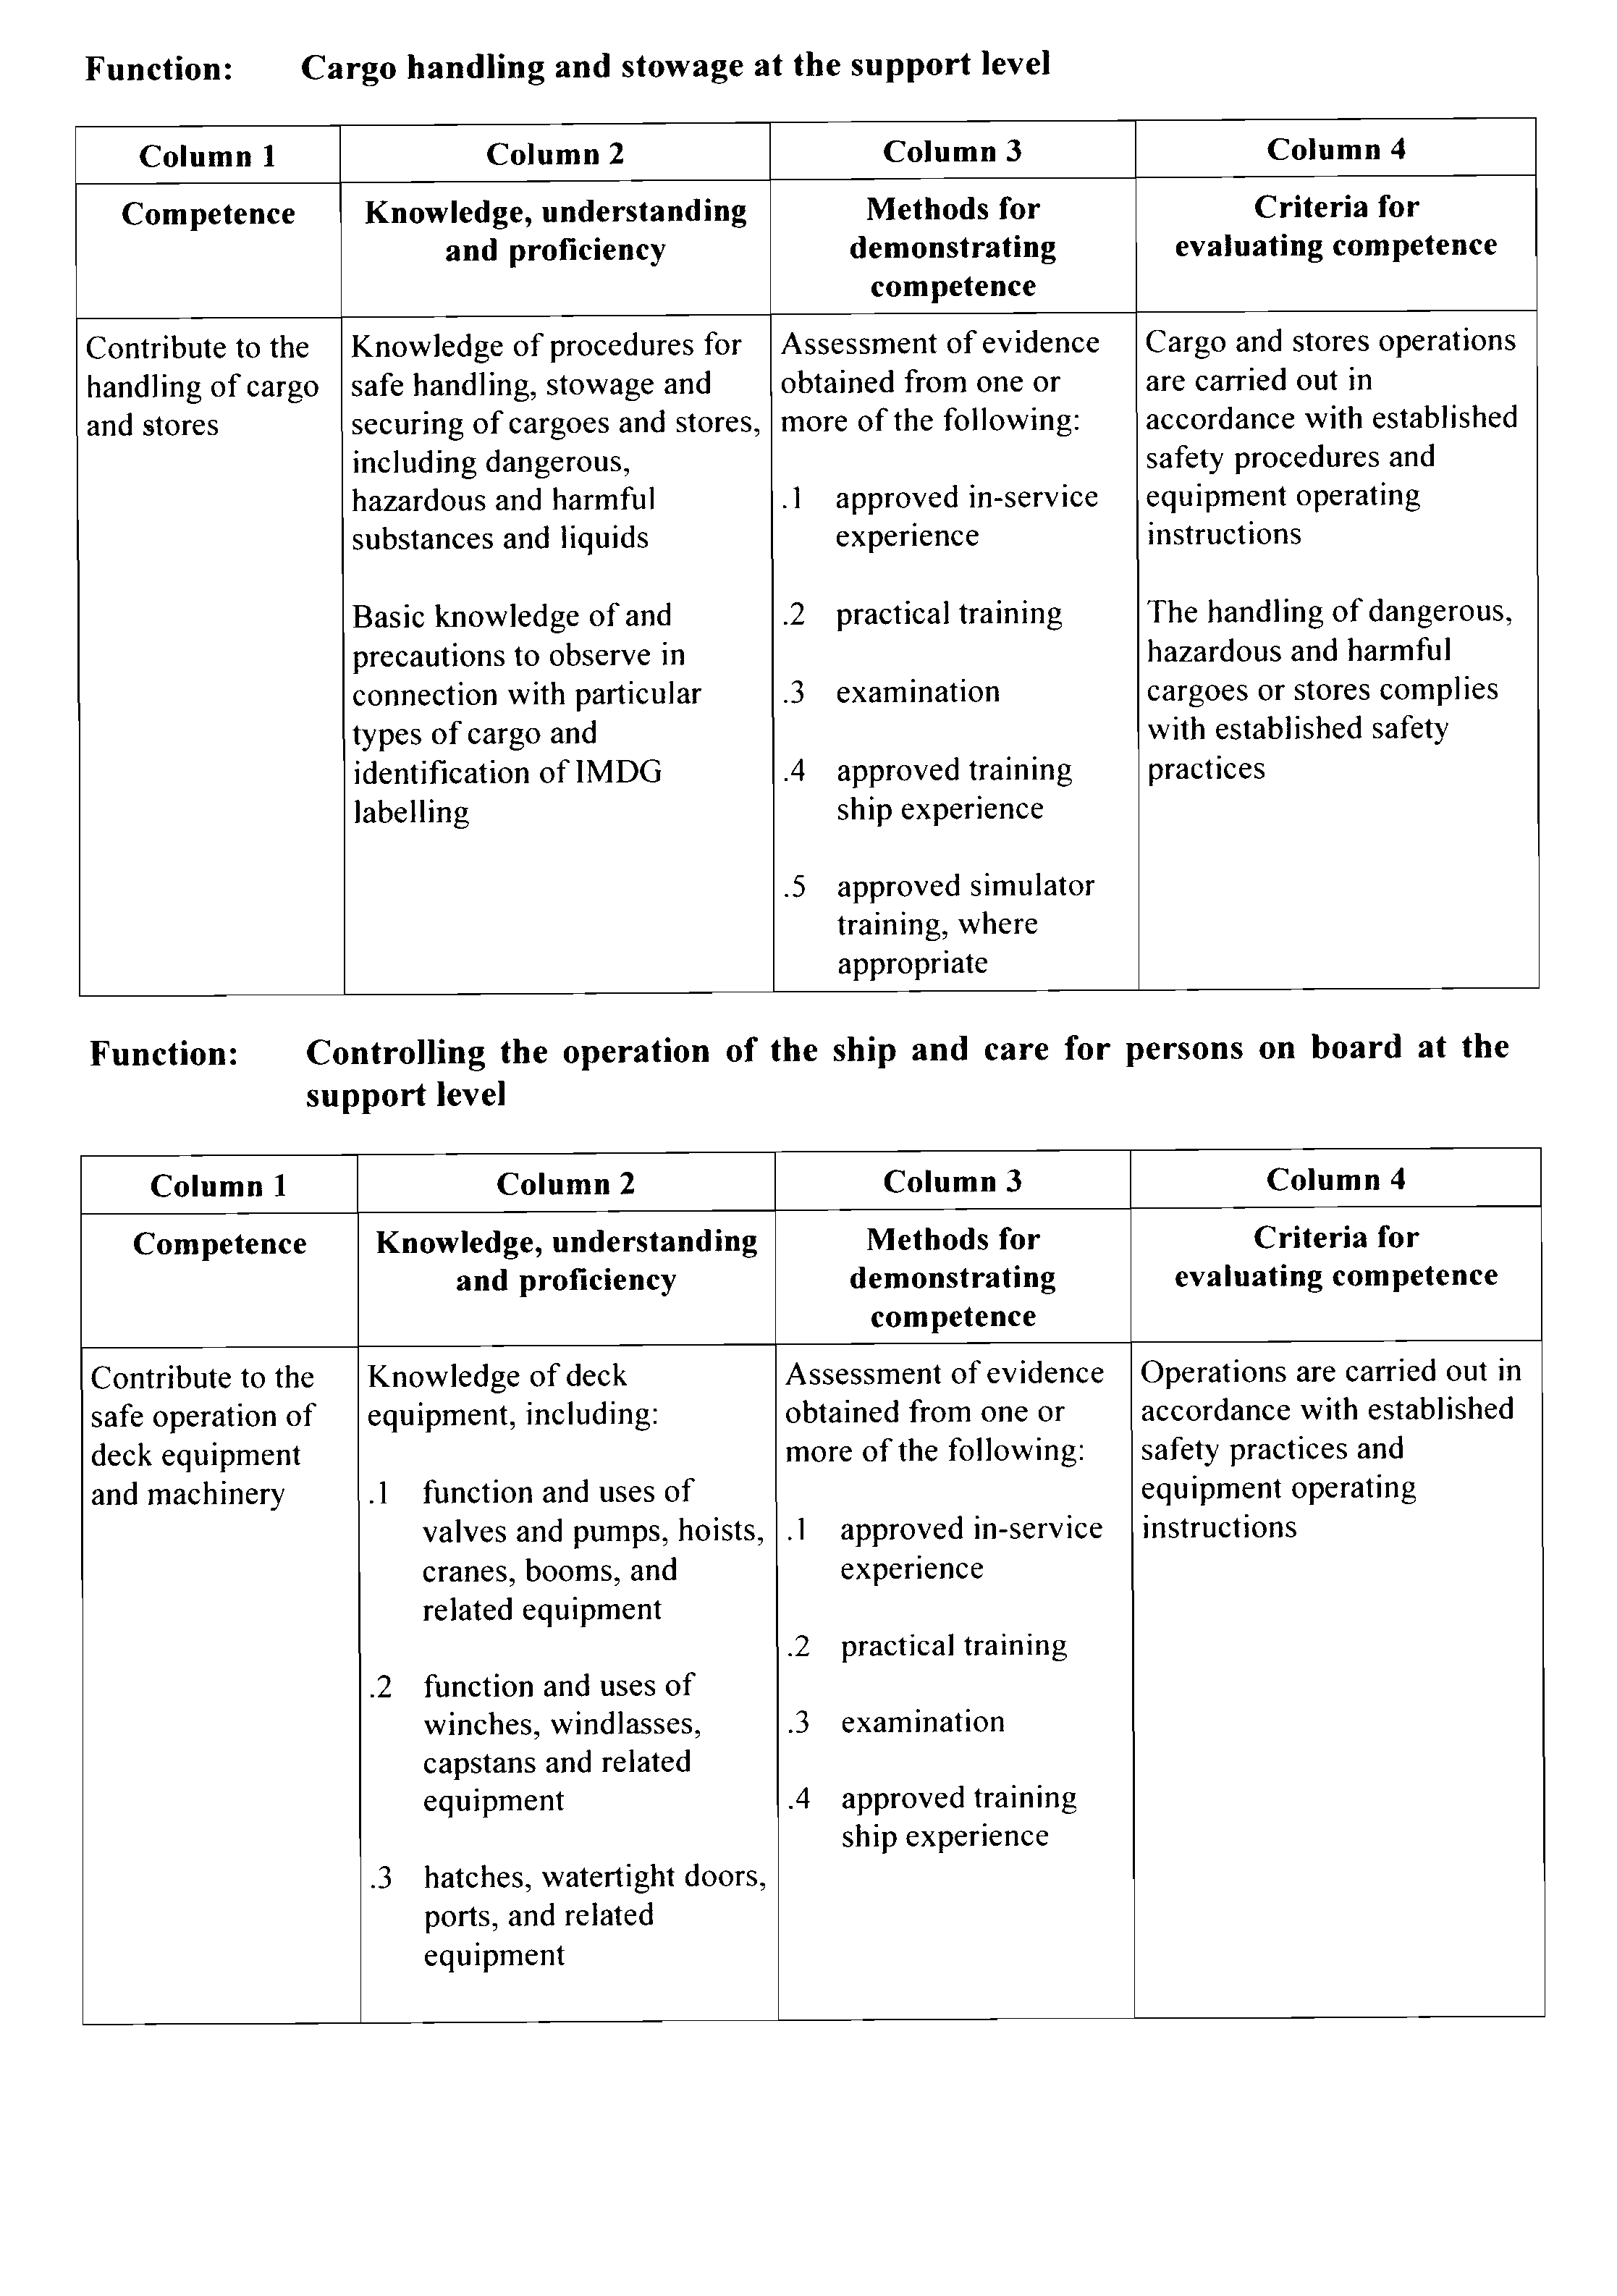 Function: Cargo handling and stowage at the support level
Column 1 Column 2 Column 3 Column 4
Competence
Knowledge, understanding
and proficiency
Methods for
demonstrating
competence
Criteria for
evaluating competence
Contribute to the
handling of cargo
and stores
Knowledge of procedures for
safe handling, stowage and
securing of cargoes and stores,
including dangerous,
hazardous and harmful
substances and liquids
Basic knowledge of and
precautions to observe in
connection with particular
types of cargo and
identification of IMDG
labelling
Assessment of evidence
obtained from one or
more of the following:
.1 approved in-service
experience
.2 practical training
.3 examination
.4 approved training
ship experience
.5 approved simulator
training, where
appropriate
Cargo and stores operations
are carried out in
accordance with established
safety procedures and
equipment operating
instructions
The handling of dangerous,
hazardous and harmful
cargoes or stores complies
with established safety
practices
Function: Controlling the operation of the ship and care for persons on board at the
support level
Column 1 Column 2 Column 3 Column 4
Competence
Knowledge, understanding
and proficiency
Methods for
demonstrating
competence
Criteria for
evaluating competence
Contribute to the
safe operation of
deck equipment
and machinery
Knowledge of deck
equipment, including:
.1 function and uses of
valves and pumps, hoists,
cranes, booms, and
related equipment
.2 function and uses of
winches, windlasses,
capstans and related
equipment
.3 hatches, watertight doors,
ports, and related
equipment
Assessment of evidence
obtained from one or
more of the following:
.1 approved in-service
experience
.2 practical training
.3 examination
.4 approved training
ship experience
Operations are carried out in
accordance with established
safety practices and
equipment operating
instructions